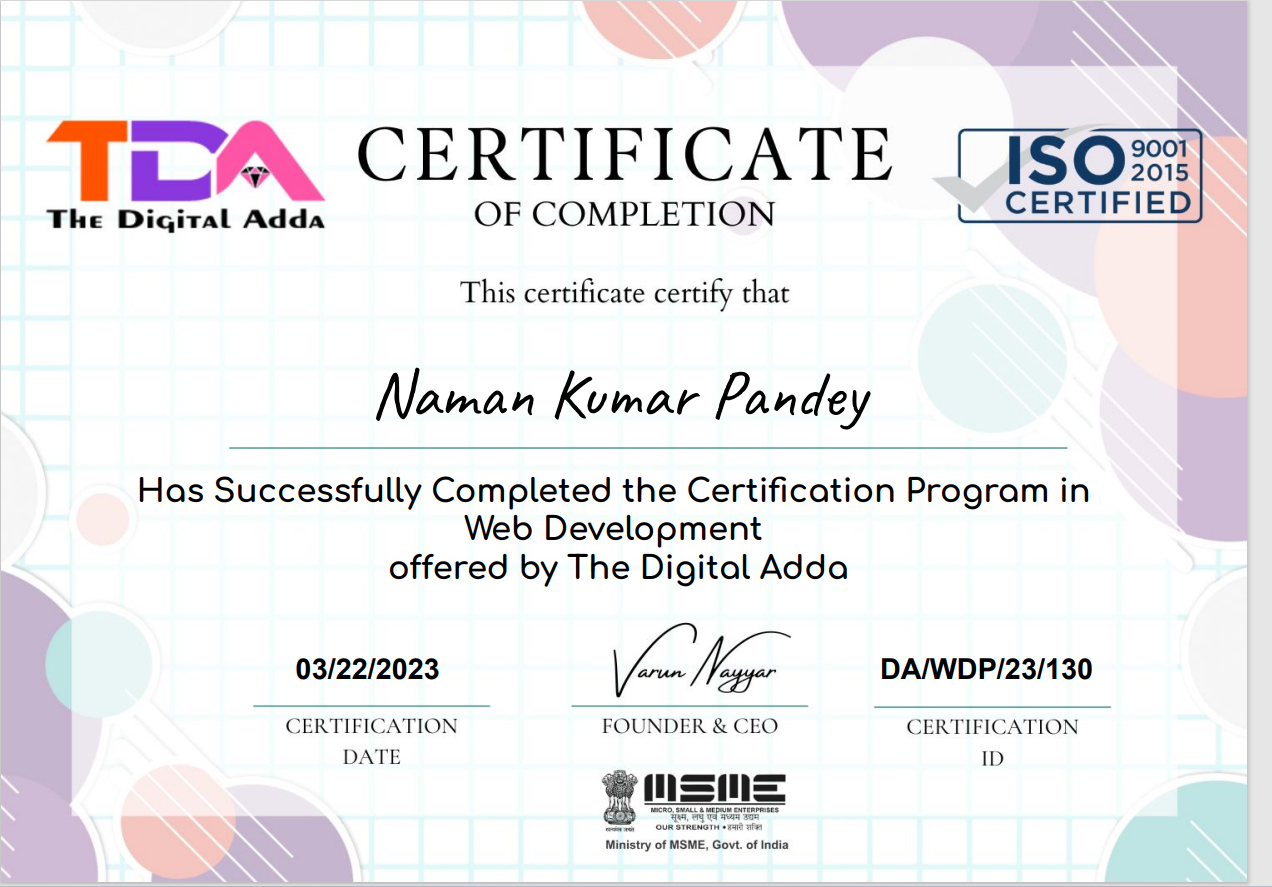 TDA
The Digital Adda
CERTIFICATE
OF COMPLETION
ISO 9001
2015
CERTIFIED
This certificate certify that
Naman Kumar Pandey
Has Successfully Completed the Certification Program in
Web Development
offered by The Digital Adda
03/22/2023
CERTIFICATION
DATE
Varun Nayyar
FOUNDER & CEO
DA/WDP/23/130
CERTIFICATION
ID
सत्यमेव जयते
MSME
MICRO, SMALL & MEDIUM ENTERPRISES
सूक्ष्म, लघु एवं मध्यम उद्यम
OUR STRENGTH • हमारी शक्ति
Ministry of MSME, Govt. of India